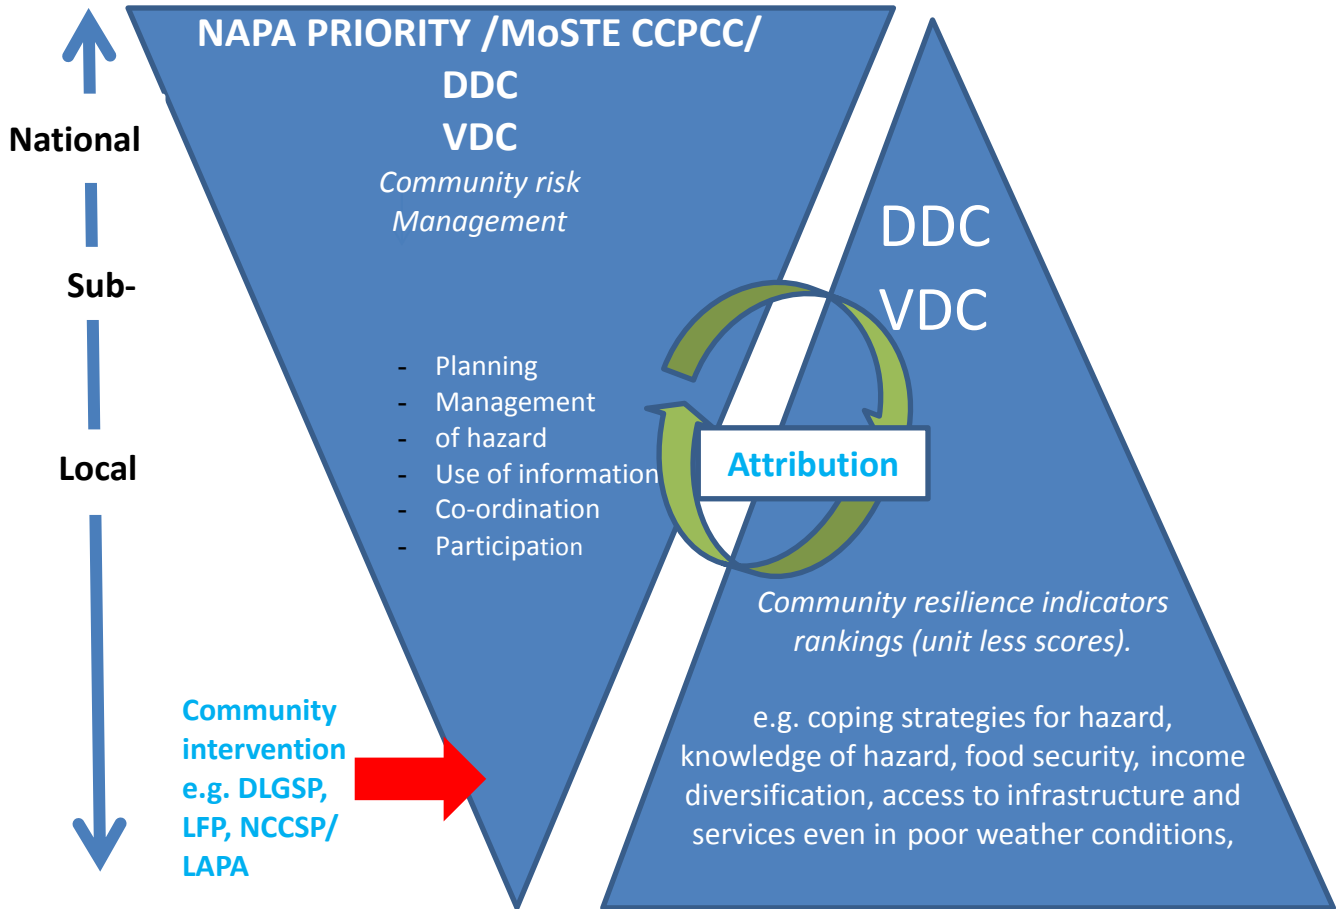 NAPA PRIORITY /MoSTE CCPCC/
DDC
VDC
Community risk
Management
National
Sub-
Local
- Planning
- Management
- of hazard
- Use of information
- Co-ordination
- Participation
Community
intervention
e.g. DLGSP,
LFP, NCCSP/
LAPA
DDC
VDC
Attribution
Community resilience indicators
rankings (unit less scores).
e.g. coping strategies for hazard,
knowledge of hazard, food security, income
diversification, access to infrastructure and
services even in poor weather conditions,